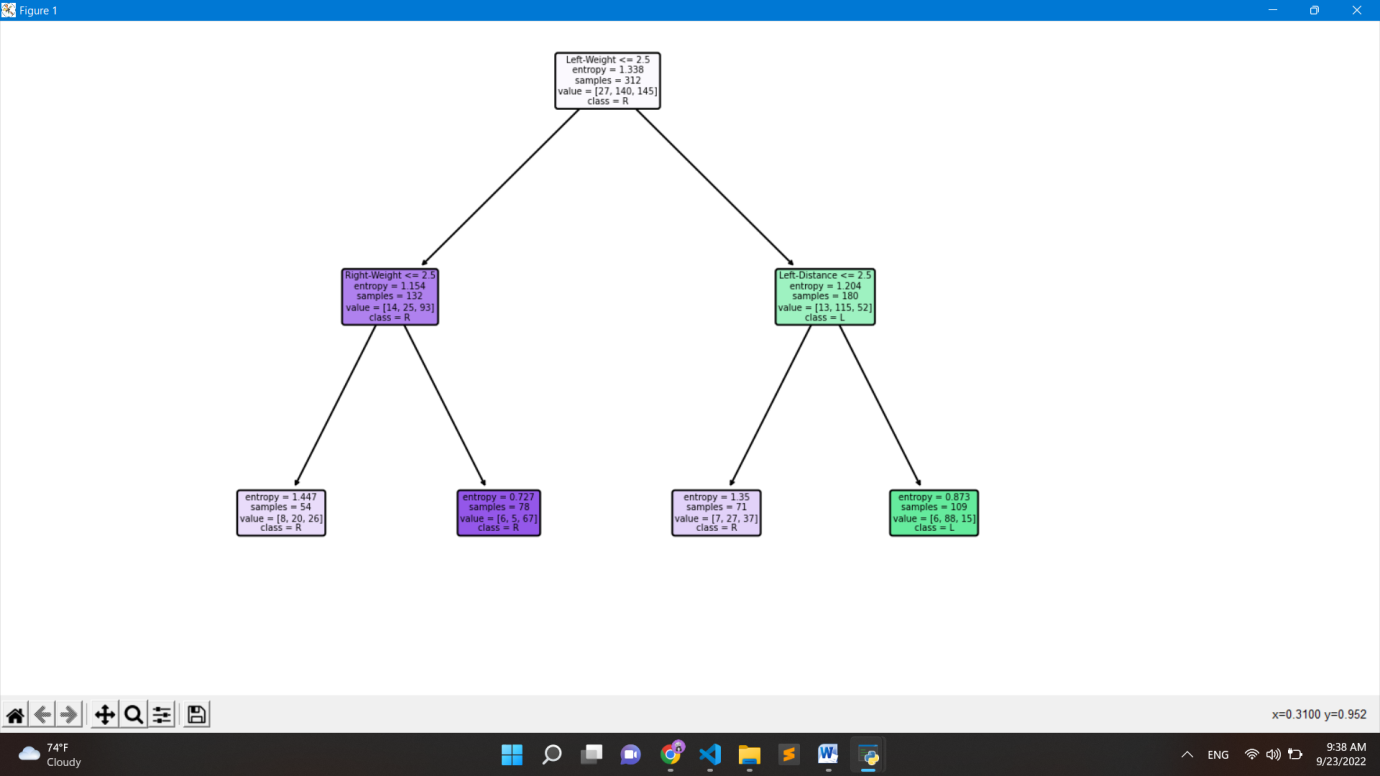 Figure 1
Left-Weight <= 2.5
entropy = 1.338
samples = 312
value = [27, 140, 145]
class = R
Right-Weight <= 2.5
entropy = 1.154
samples = 132
value = [14, 25, 93]
class = R
Left-Distance <= 2.5
entropy = 1.204
samples = 180
value = [13, 115, 52]
class = L
entropy = 1.447
samples = 54
value = [8, 20, 26]
class = R
entropy = 0.727
samples = 78
value = [6, 5, 67]
class = R
entropy = 1.35
samples = 71
value = [7, 27, 37]
class = R
entropy = 0.873
samples = 109
value = [6, 88, 15]
class = L
x=0.3100 y=0.952
74°F
Cloudy
ENG
9:38 AM
9/23/2022